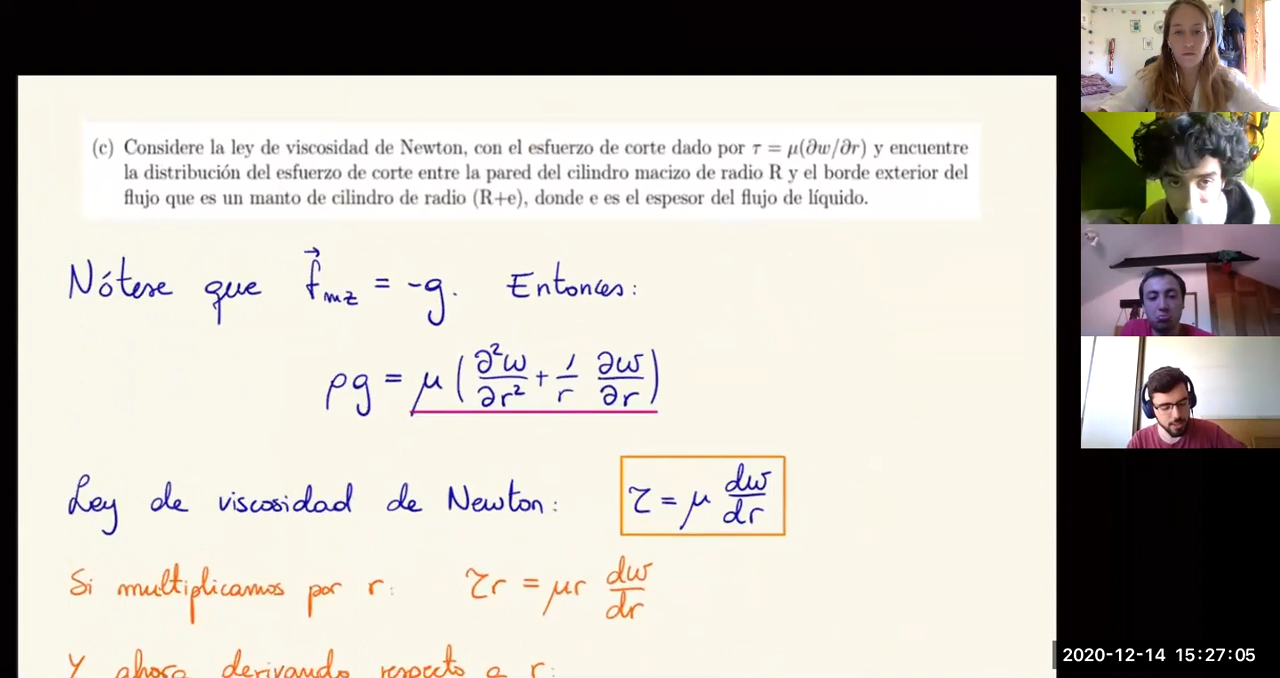 (c) Considere la ley de viscosidad de Newton, con el esfuerzo de corte dado por τ = μ(∂w/∂r) y encuentre
la distribución del esfuerzo de corte entre la pared del cilindro macizo de radio R y el borde exterior del
flujo que es un manto de cilindro de radio (R+e), donde e es el espesor del flujo de líquido.
Nótese que f⃗mz = -g. Entonces:
ρg = μ(∂²w/∂r² + 1/r ∂w/∂r)
Ley de viscosidad de Newton: τ = μ dw/dr
Si multiplicamos por r: τr = μr dw/dr
Y ahora derivando respecto a r:
2020-12-14 15:27:05